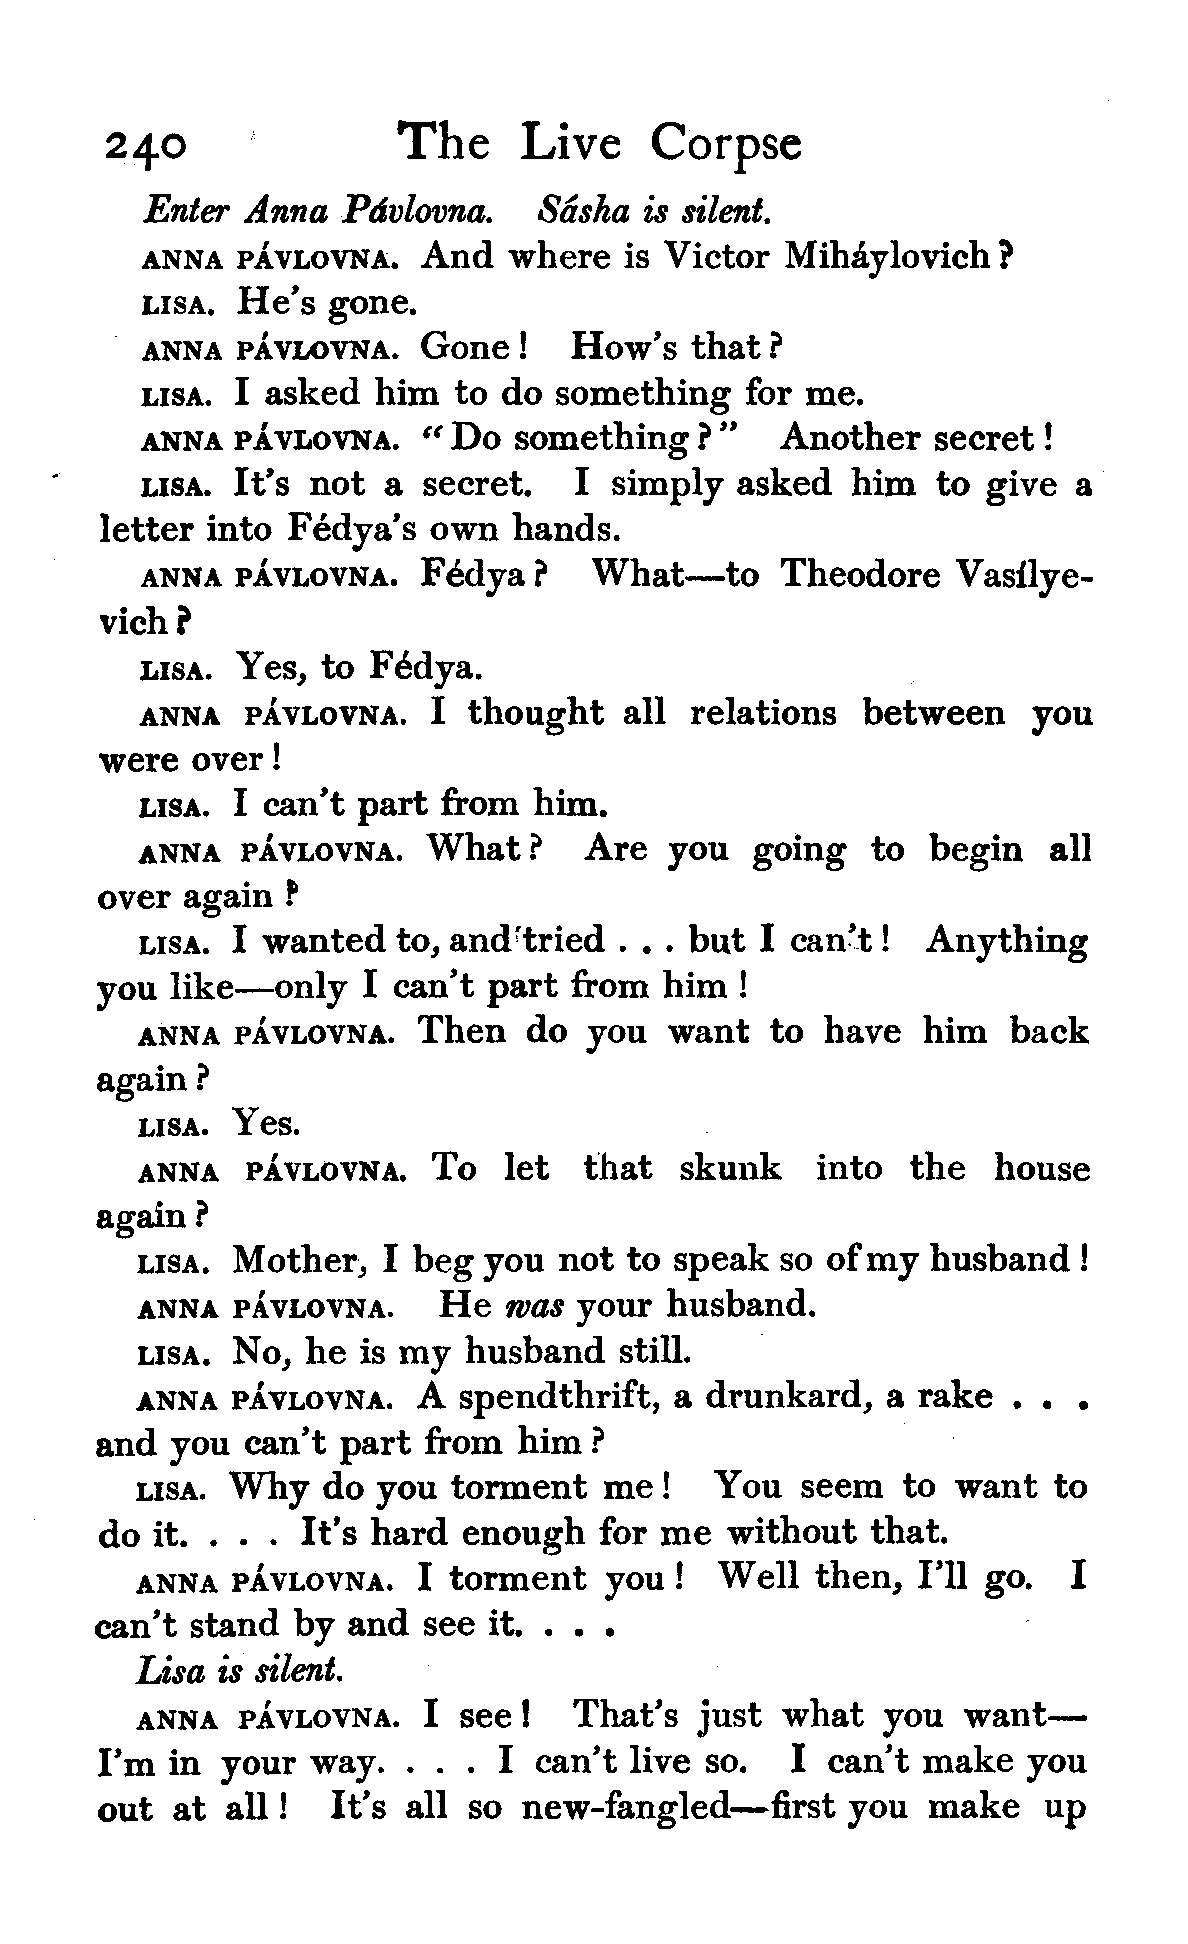 240 The Live Corpse
Enter Anna Pávlovna. Sásha is silent.
ANNA PÁVLOVNA. And where is Victor Miháylovich?
LISA. He's gone.
ANNA PÁVLOVNA. Gone! How's that?
LISA. I asked him to do something for me.
ANNA PÁVLOVNA. "Do something?" Another secret!
LISA. It's not a secret. I simply asked him to give a
letter into Fédya's own hands.
ANNA PÁVLOVNA. Fédya? What—to Theodore Vasílye-
vich?
LISA. Yes, to Fédya.
ANNA PÁVLOVNA. I thought all relations between you
were over!
LISA. I can't part from him.
ANNA PÁVLOVNA. What? Are you going to begin all
over again?
LISA. I wanted to, and tried . . . but I can't! Anything
you like—only I can't part from him!
ANNA PÁVLOVNA. Then do you want to have him back
again?
LISA. Yes.
ANNA PÁVLOVNA. To let that skunk into the house
again?
LISA. Mother, I beg you not to speak so of my husband!
ANNA PÁVLOVNA. He was your husband.
LISA. No, he is my husband still.
ANNA PÁVLOVNA. A spendthrift, a drunkard, a rake . . .
and you can't part from him?
LISA. Why do you torment me! You seem to want to
do it. . . . It's hard enough for me without that.
ANNA PÁVLOVNA. I torment you! Well then, I'll go. I
can't stand by and see it. . . .
Lisa is silent.
ANNA PÁVLOVNA. I see! That's just what you want—
I'm in your way. . . . I can't live so. I can't make you
out at all! It's all so new-fangled—first you make up